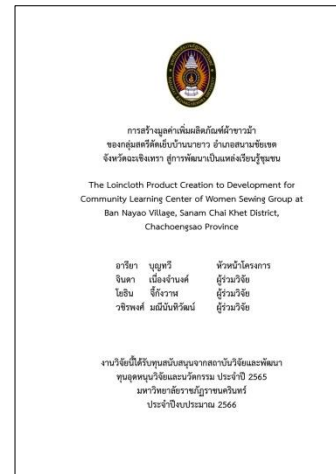 การสร้างมูลค่าเพิ่มผลิตภัณฑ์ผ้าขาวม้า
ของกลุ่มสตรีตัดเย็บบ้านนายาว อำเภอสนามชัยเขต
จังหวัดฉะเชิงเทรา สู่การพัฒนาเป็นแหล่งเรียนรู้ชุมชน
The Loincloth Product Creation to Development for
Community Learning Center of Women Sewing Group at
Ban Nayao Village, Sanam Chai Khet District,
Chachoengsao Province
อารียา บุญทวี หัวหน้าโครงการ
จินดา เนื่องจำนงค์ ผู้ร่วมวิจัย
โยธิน จี้กังวาฬ ผู้ร่วมวิจัย
วชิรพงศ์ มณีนันทิวัฒน์ ผู้ร่วมวิจัย
งานวิจัยนี้ได้รับทุนสนับสนุนจากสถาบันวิจัยและพัฒนา
ทุนอุดหนุนวิจัยและนวัตกรรม ประจำปี 2565
มหาวิทยาลัยราชภัฏราชนครินทร์
ประจำปีงบประมาณ 2566